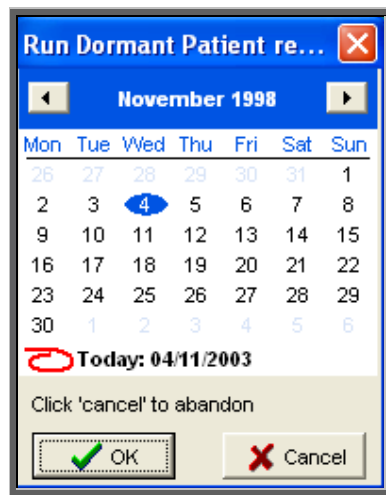 Run Dormant Patient re...
November 1998
Mon Tue Wed Thu Fri Sat Sun
26 27 28 29 30 31 1
2 3 4 5 6 7 8
9 10 11 12 13 14 15
16 17 18 19 20 21 22
23 24 25 26 27 28 29
30 1 2 3 4 5 6
Today: 04/11/2003
Click 'cancel' to abandon
OK Cancel